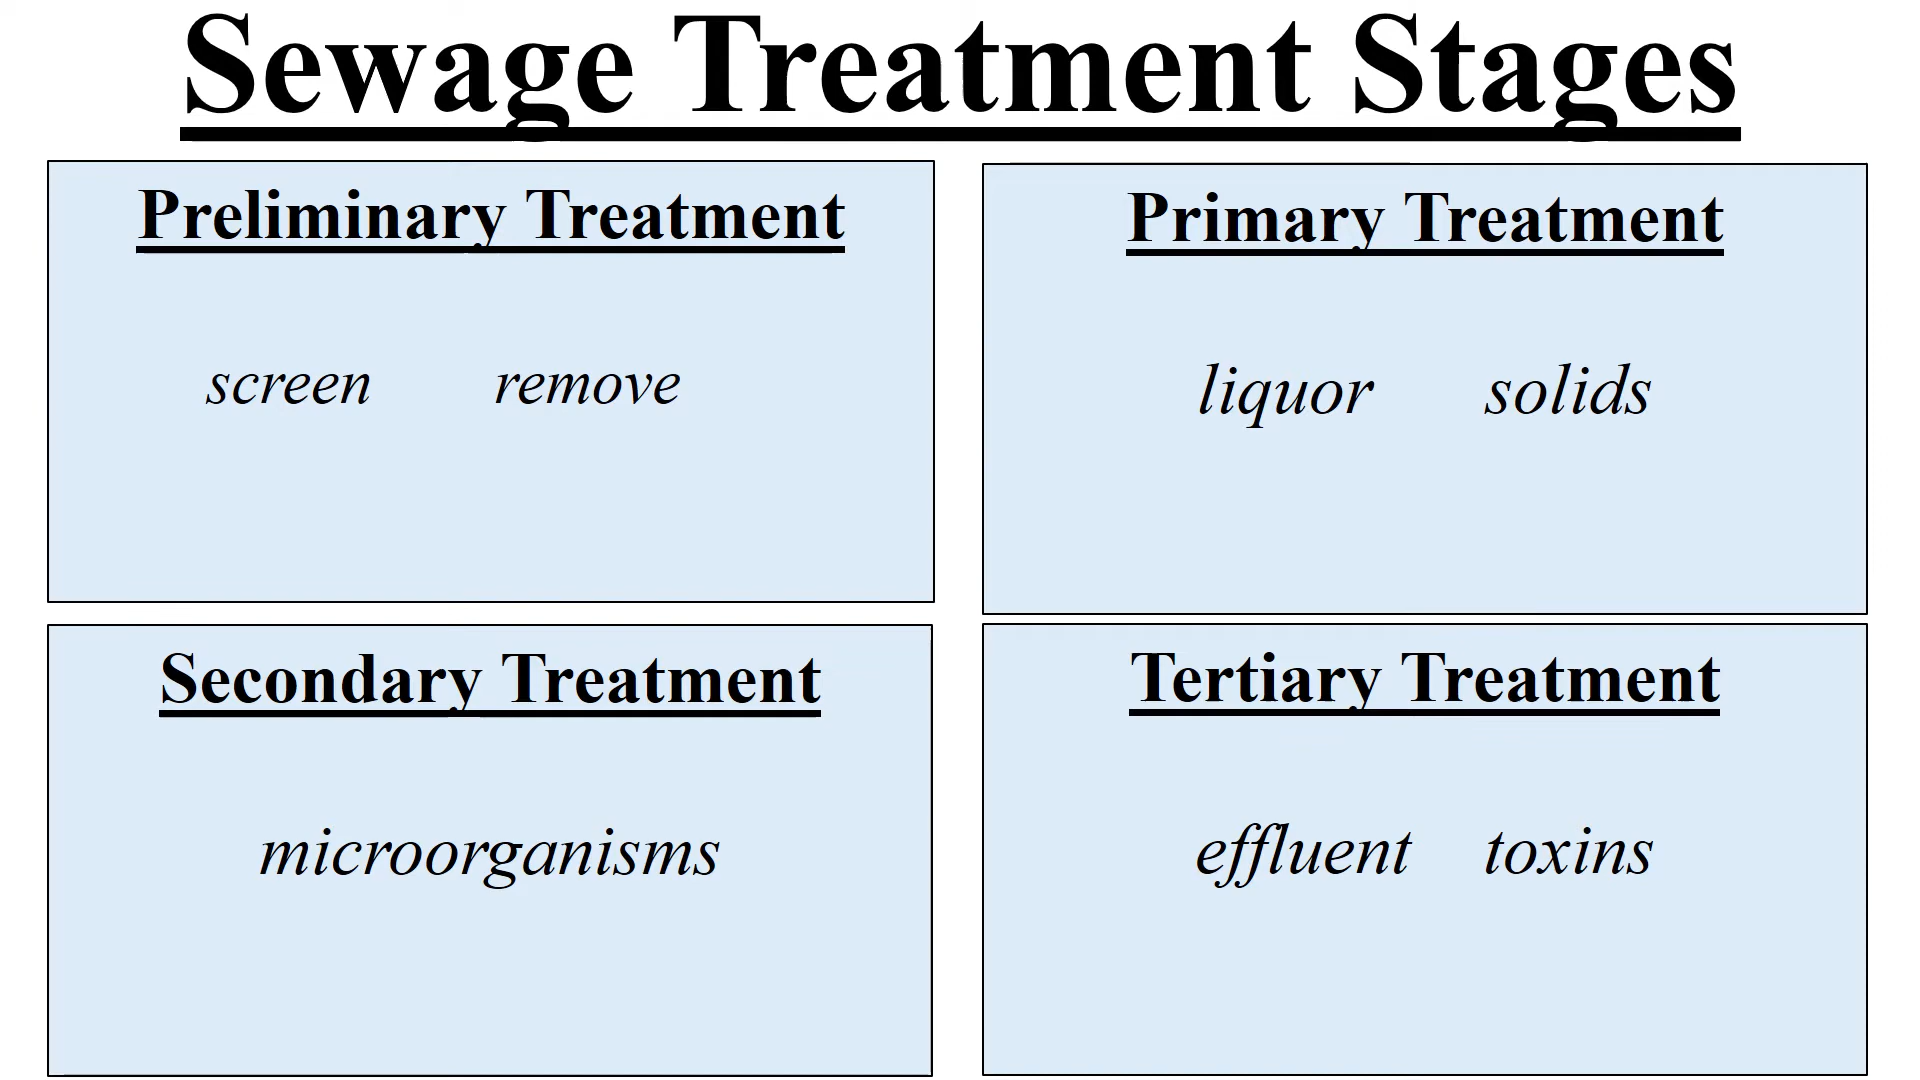 Sewage Treatment Stages
Preliminary Treatment
screen remove
Primary Treatment
liquor solids
Secondary Treatment
microorganisms
Tertiary Treatment
effluent toxins